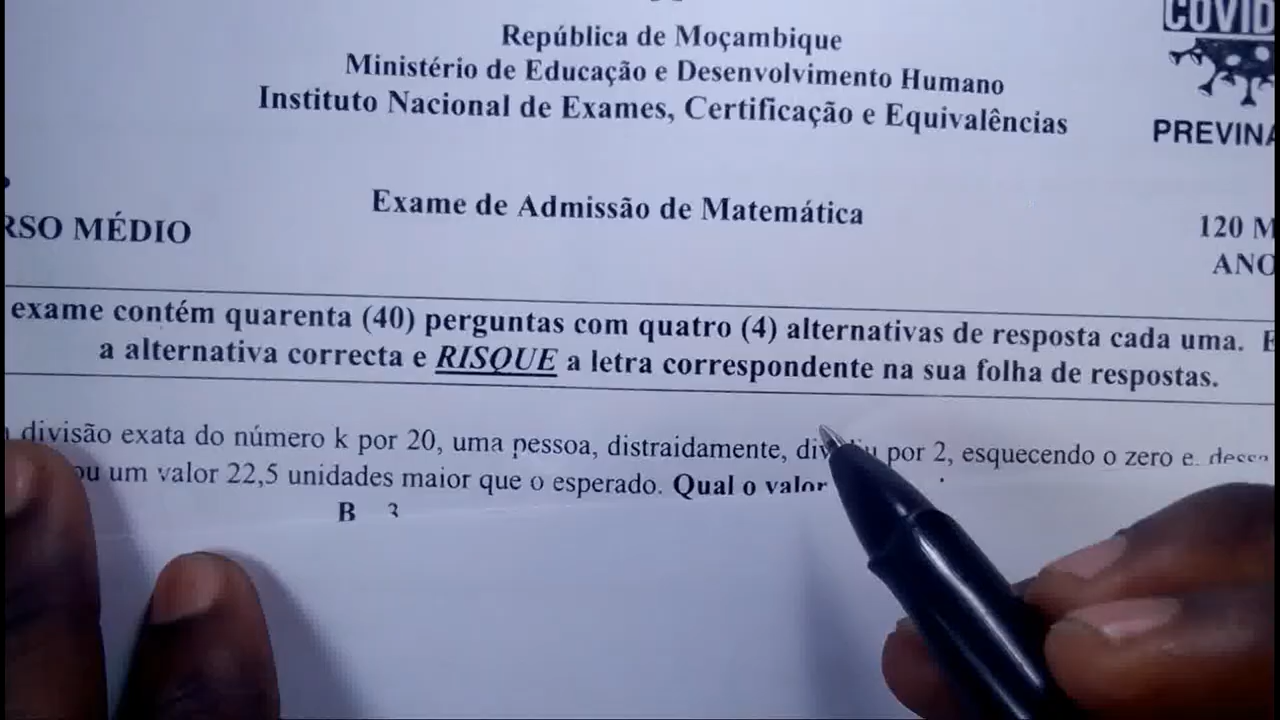 COVID
República de Moçambique
Ministério de Educação e Desenvolvimento Humano
Instituto Nacional de Exames, Certificação e Equivalências
PREVINA
Exame de Admissão de Matemática
RSO MÉDIO
120 M
ANO
exame contém quarenta (40) perguntas com quatro (4) alternativas de resposta cada uma. E
a alternativa correcta e RISQUE a letra correspondente na sua folha de respostas.
divisão exata do número k por 20, uma pessoa, distraidamente, por 2, esquecendo o zero e,
ou um valor 22,5 unidades maior que o esperado. Qual o valor
B 3